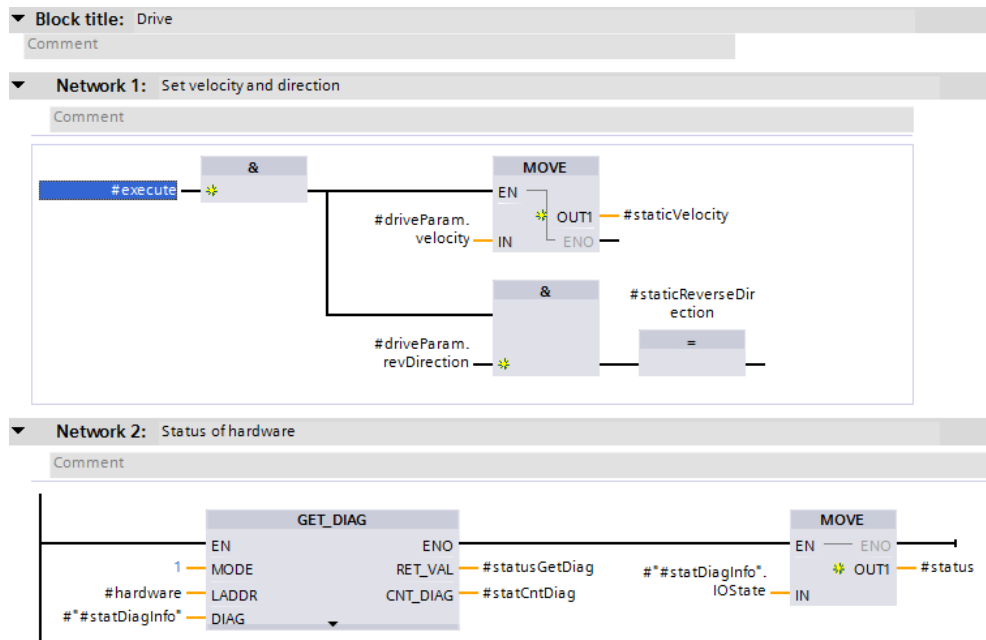 Block title: Drive
Comment
Network 1: Set velocity and direction
Comment
& MOVE
#execute EN
#driveParam. OUT1 #staticVelocity
velocity IN ENO
& #staticReverseDir
ection
#driveParam. =
revDirection
Network 2: Status of hardware
Comment
GET_DIAG MOVE
EN ENO EN ENO
1 MODE RET_VAL #statusGetDiag #"#statDiagInfo". OUT1 #status
#hardware LADDR CNT_DIAG #statCntDiag IOState IN
#"#statDiagInfo" DIAG